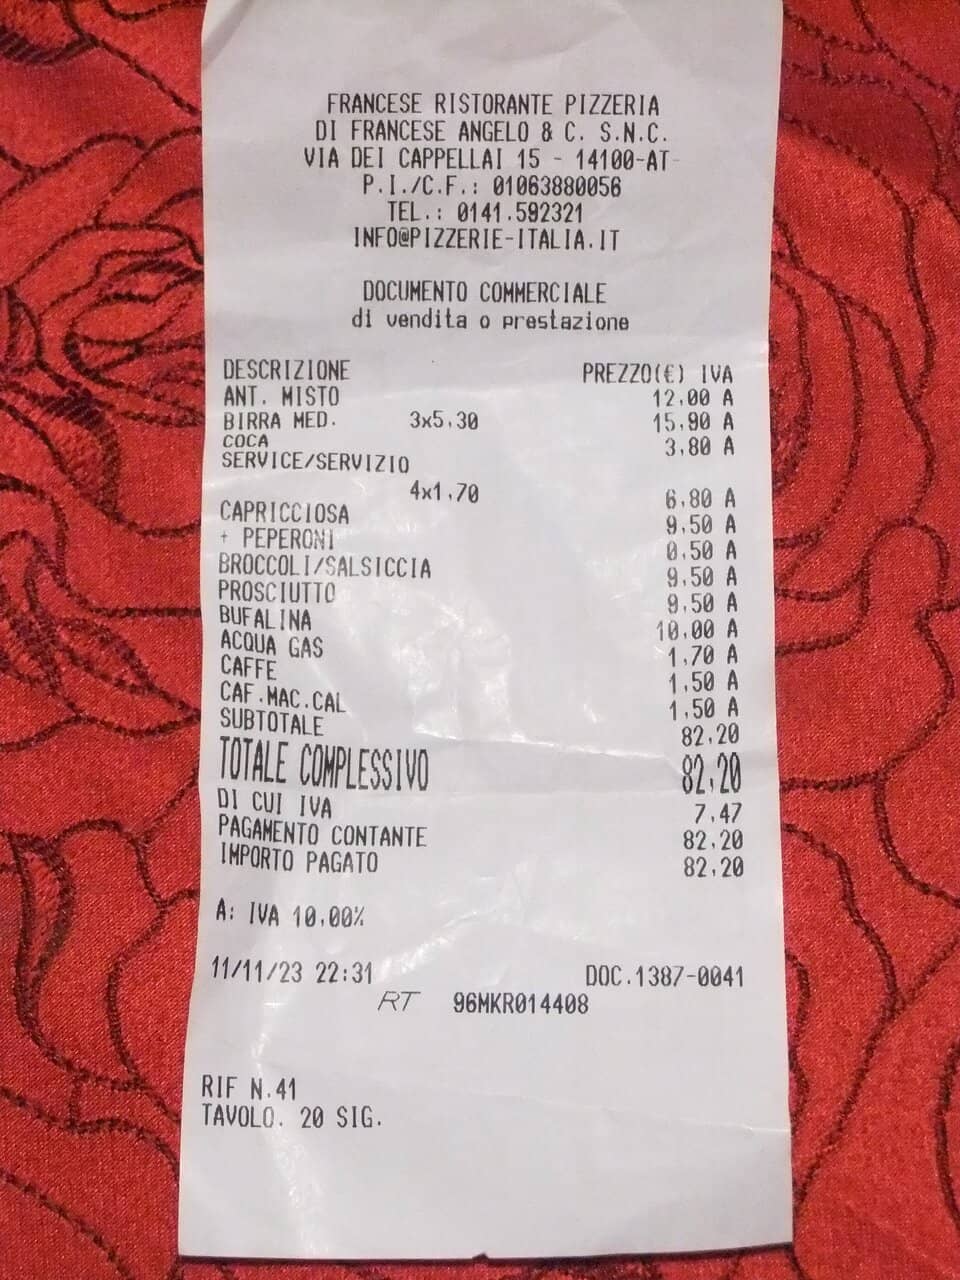 FRANCESE RISTORANTE PIZZERIA
DI FRANCESE ANGELO & C. S.N.C.
VIA DEI CAPPELLAI 15 - 14100-AT-
P.I./C.F.: 01063880056
TEL.: 0141.592321
INFO@PIZZERIE-ITALIA.IT
DOCUMENTO COMMERCIALE
di vendita o prestazione
DESCRIZIONE PREZZO(€) IVA
ANT. MISTO 12,00 A
BIRRA MED. 3x5,30 15,90 A
COCA 3,80 A
SERVICE/SERVIZIO
4x1,70 6,80 A
CAPRICCIOSA 9,50 A
+ PEPERONI 0,50 A
BROCCOLI/SALSICCIA 9,50 A
PROSCIUTTO 9,50 A
BUFALINA 10,00 A
ACQUA GAS 1,70 A
CAFFE 1,50 A
CAF.MAC.CAL 1,50 A
SUBTOTALE 82,20
TOTALE COMPLESSIVO 82,20
DI CUI IVA 7,47
PAGAMENTO CONTANTE 82,20
IMPORTO PAGATO 82,20
A: IVA 10,00%
11/11/23 22:31 DOC.1387-0041
RT 96MKR014408
RIF N.41
TAVOLO. 20 SIG.